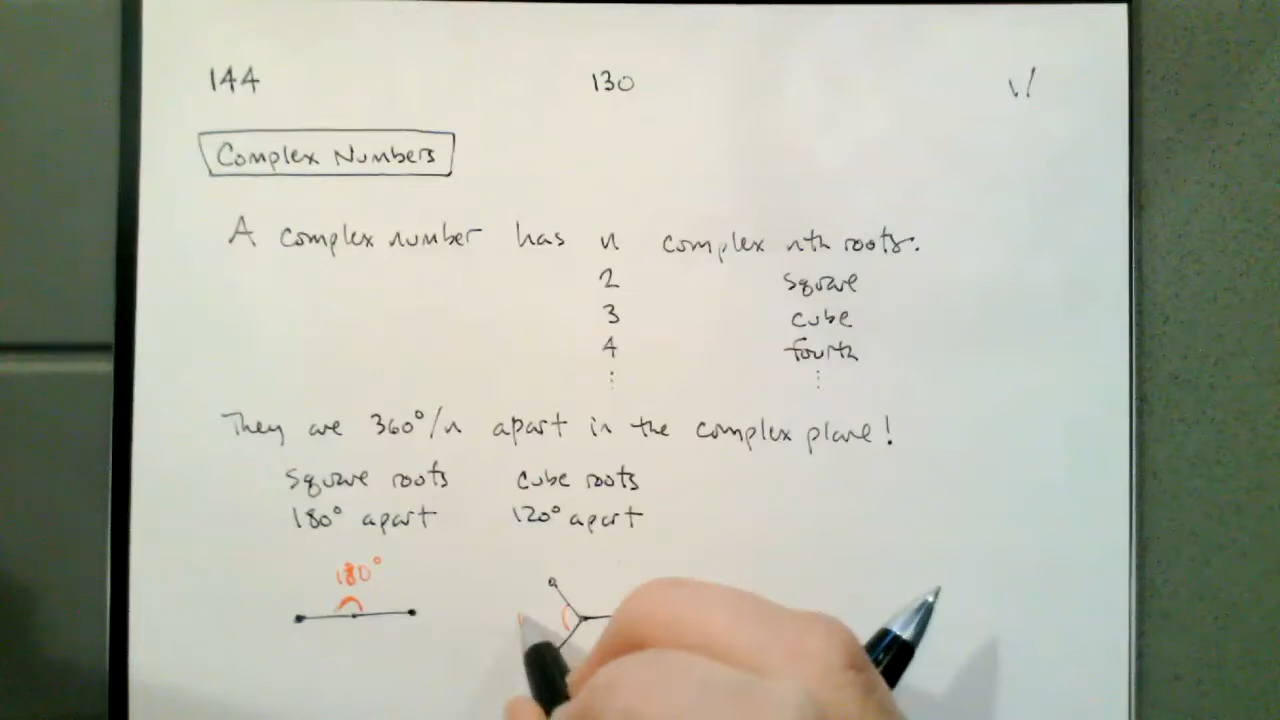 144 130 V1
Complex Numbers
A complex number has n complex nth roots.
2 square
3 cube
4 fourth
⋮ ⋮
They are 360°/n apart in the complex plane!
square roots cube roots
180° apart 120° apart
180°